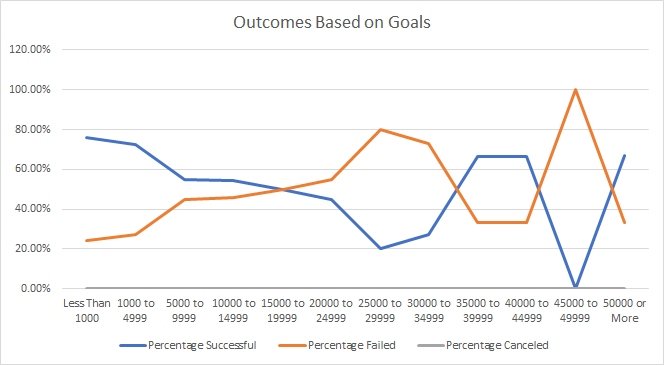 Outcomes Based on Goals
120.00%
100.00%
80.00%
60.00%
40.00%
20.00%
0.00%
Less Than 1000 to 5000 to 10000 to 15000 to 20000 to 25000 to 30000 to 35000 to 40000 to 45000 to 50000 or
1000 4999 9999 14999 19999 24999 29999 34999 39999 44999 49999 More
Percentage Successful Percentage Failed Percentage Canceled